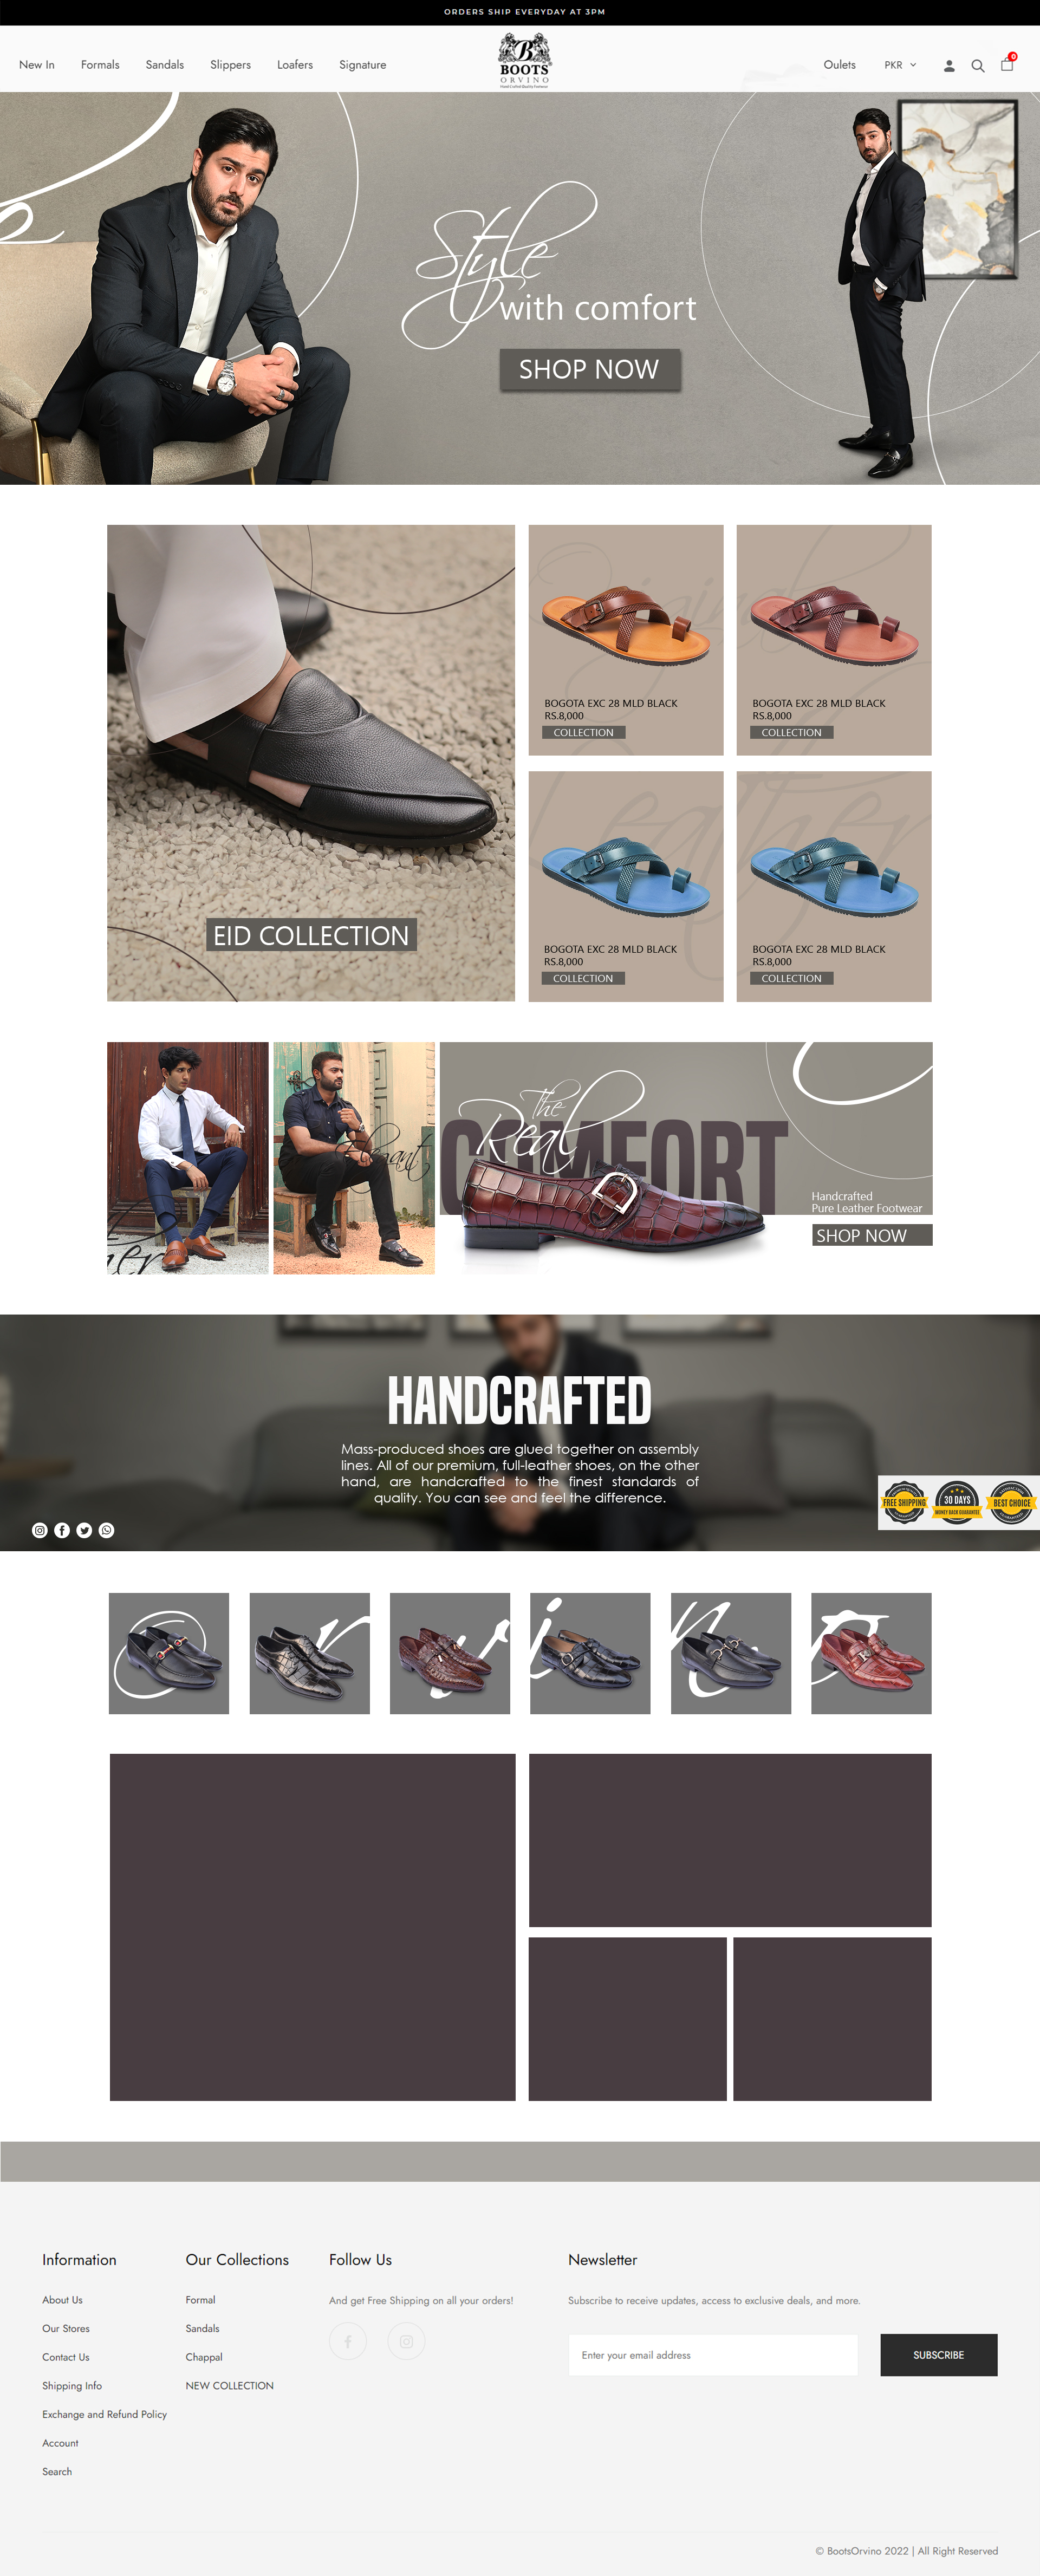 ORDERS SHIP EVERYDAY AT 3PM
New In
Formals
Sandals
Slippers
Loafers
Signature
B
BOOTS
ORVINO
Hand Crafted Quality Footwear
Oulets
PKR
0
Style
with comfort
SHOP NOW
EID COLLECTION
BOGOTA EXC 28 MLD BLACK
RS.8,000
COLLECTION
BOGOTA EXC 28 MLD BLACK
RS.8,000
COLLECTION
Leather
BOGOTA EXC 28 MLD BLACK
RS.8,000
COLLECTION
BOGOTA EXC 28 MLD BLACK
RS.8,000
COLLECTION
Elegant
The
Real
COMFORT
Handcrafted
Pure Leather Footwear
SHOP NOW
HANDCRAFTED
Mass-produced shoes are glued together on assembly
lines. All of our premium, full-leather shoes, on the other
hand, are handcrafted to the finest standards of
quality. You can see and feel the difference.
FREE SHIPPING
30 DAYS
MONEY BACK GUARANTEE
BEST CHOICE
Orvino
Information
Our Collections
Follow Us
Newsletter
About Us
Formal
And get Free Shipping on all your orders!
Subscribe to receive updates, access to exclusive deals, and more.
Our Stores
Sandals
Contact Us
Chappal
Enter your email address
SUBSCRIBE
Shipping Info
NEW COLLECTION
Exchange and Refund Policy
Account
Search
© BootsOrvino 2022 | All Right Reserved